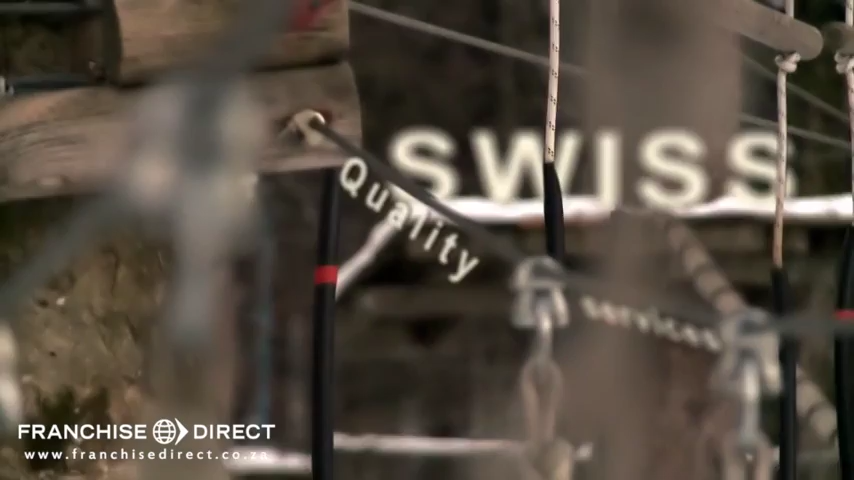 SWISS
Quality
services
FRANCHISE DIRECT
www.franchisedirect.co.za